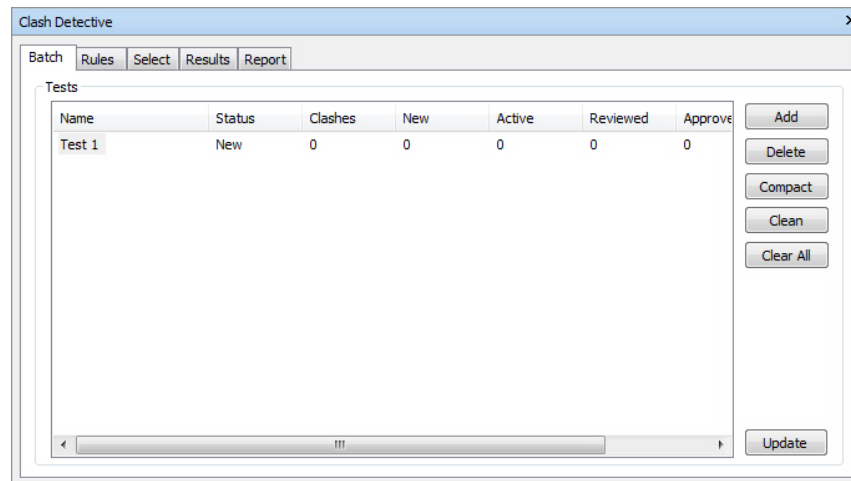 Clash Detective
Batch Rules Select Results Report
Tests
Name Status Clashes New Active Reviewed Approve
Test 1 New 0 0 0 0 0
Add
Delete
Compact
Clean
Clear All
Update